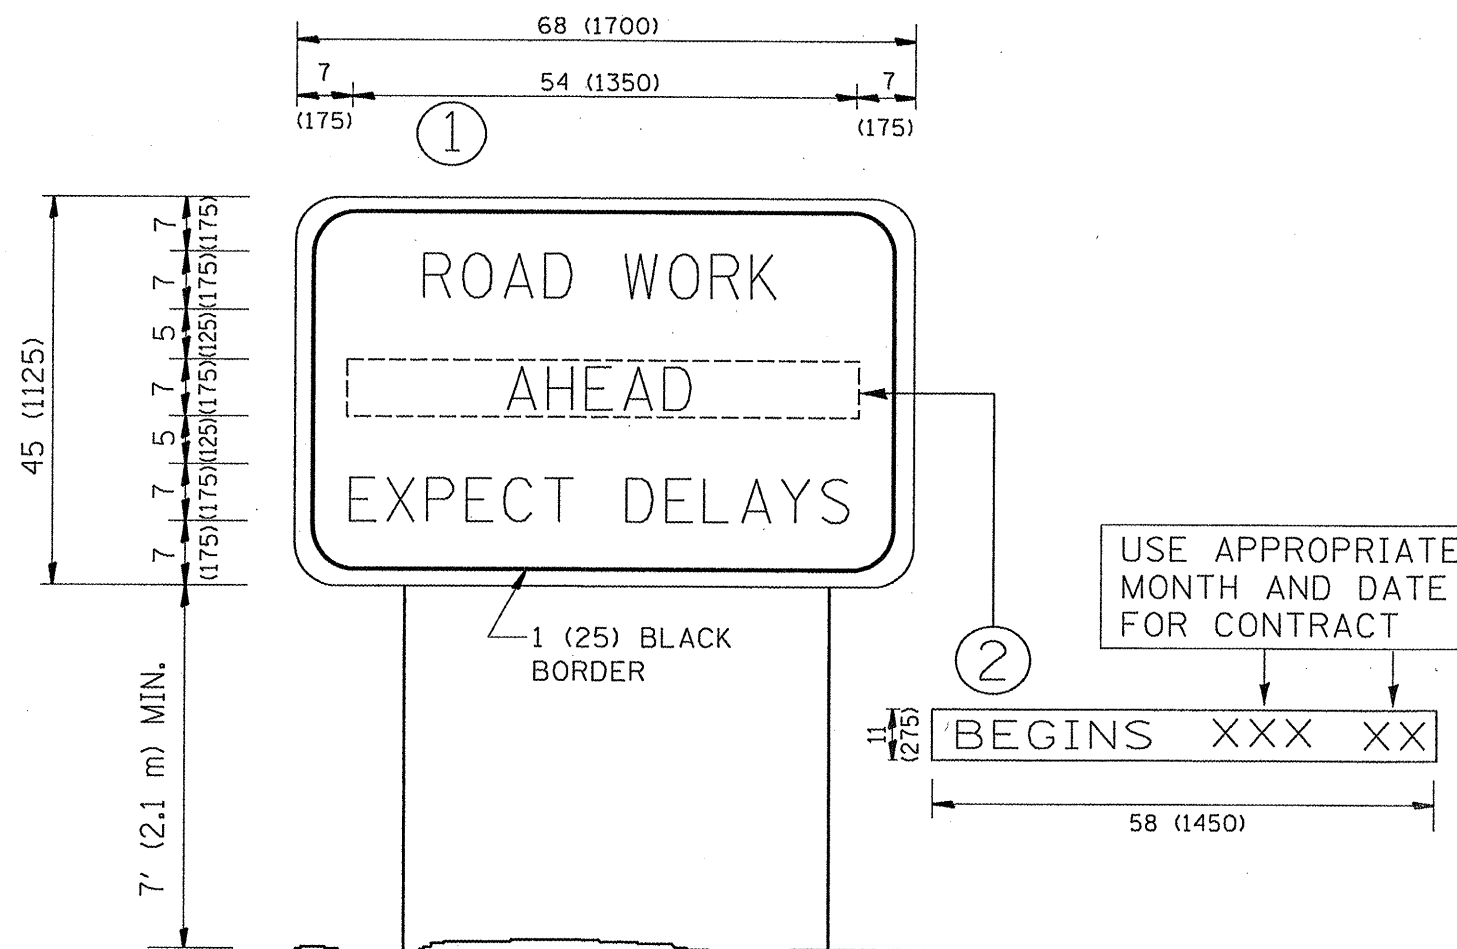 68 (1700)
7
54 (1350)
7
(175)
(175)
1
7
(175)
7
(175)
5
(125)
7
(175)
5
(125)
7
(175)
7
(175)
45 (1125)
ROAD WORK
AHEAD
EXPECT DELAYS
1 (25) BLACK
BORDER
7' (2.1 m) MIN.
2
USE APPROPRIATE
MONTH AND DATE
FOR CONTRACT
11
(275)
BEGINS XXX XX
58 (1450)